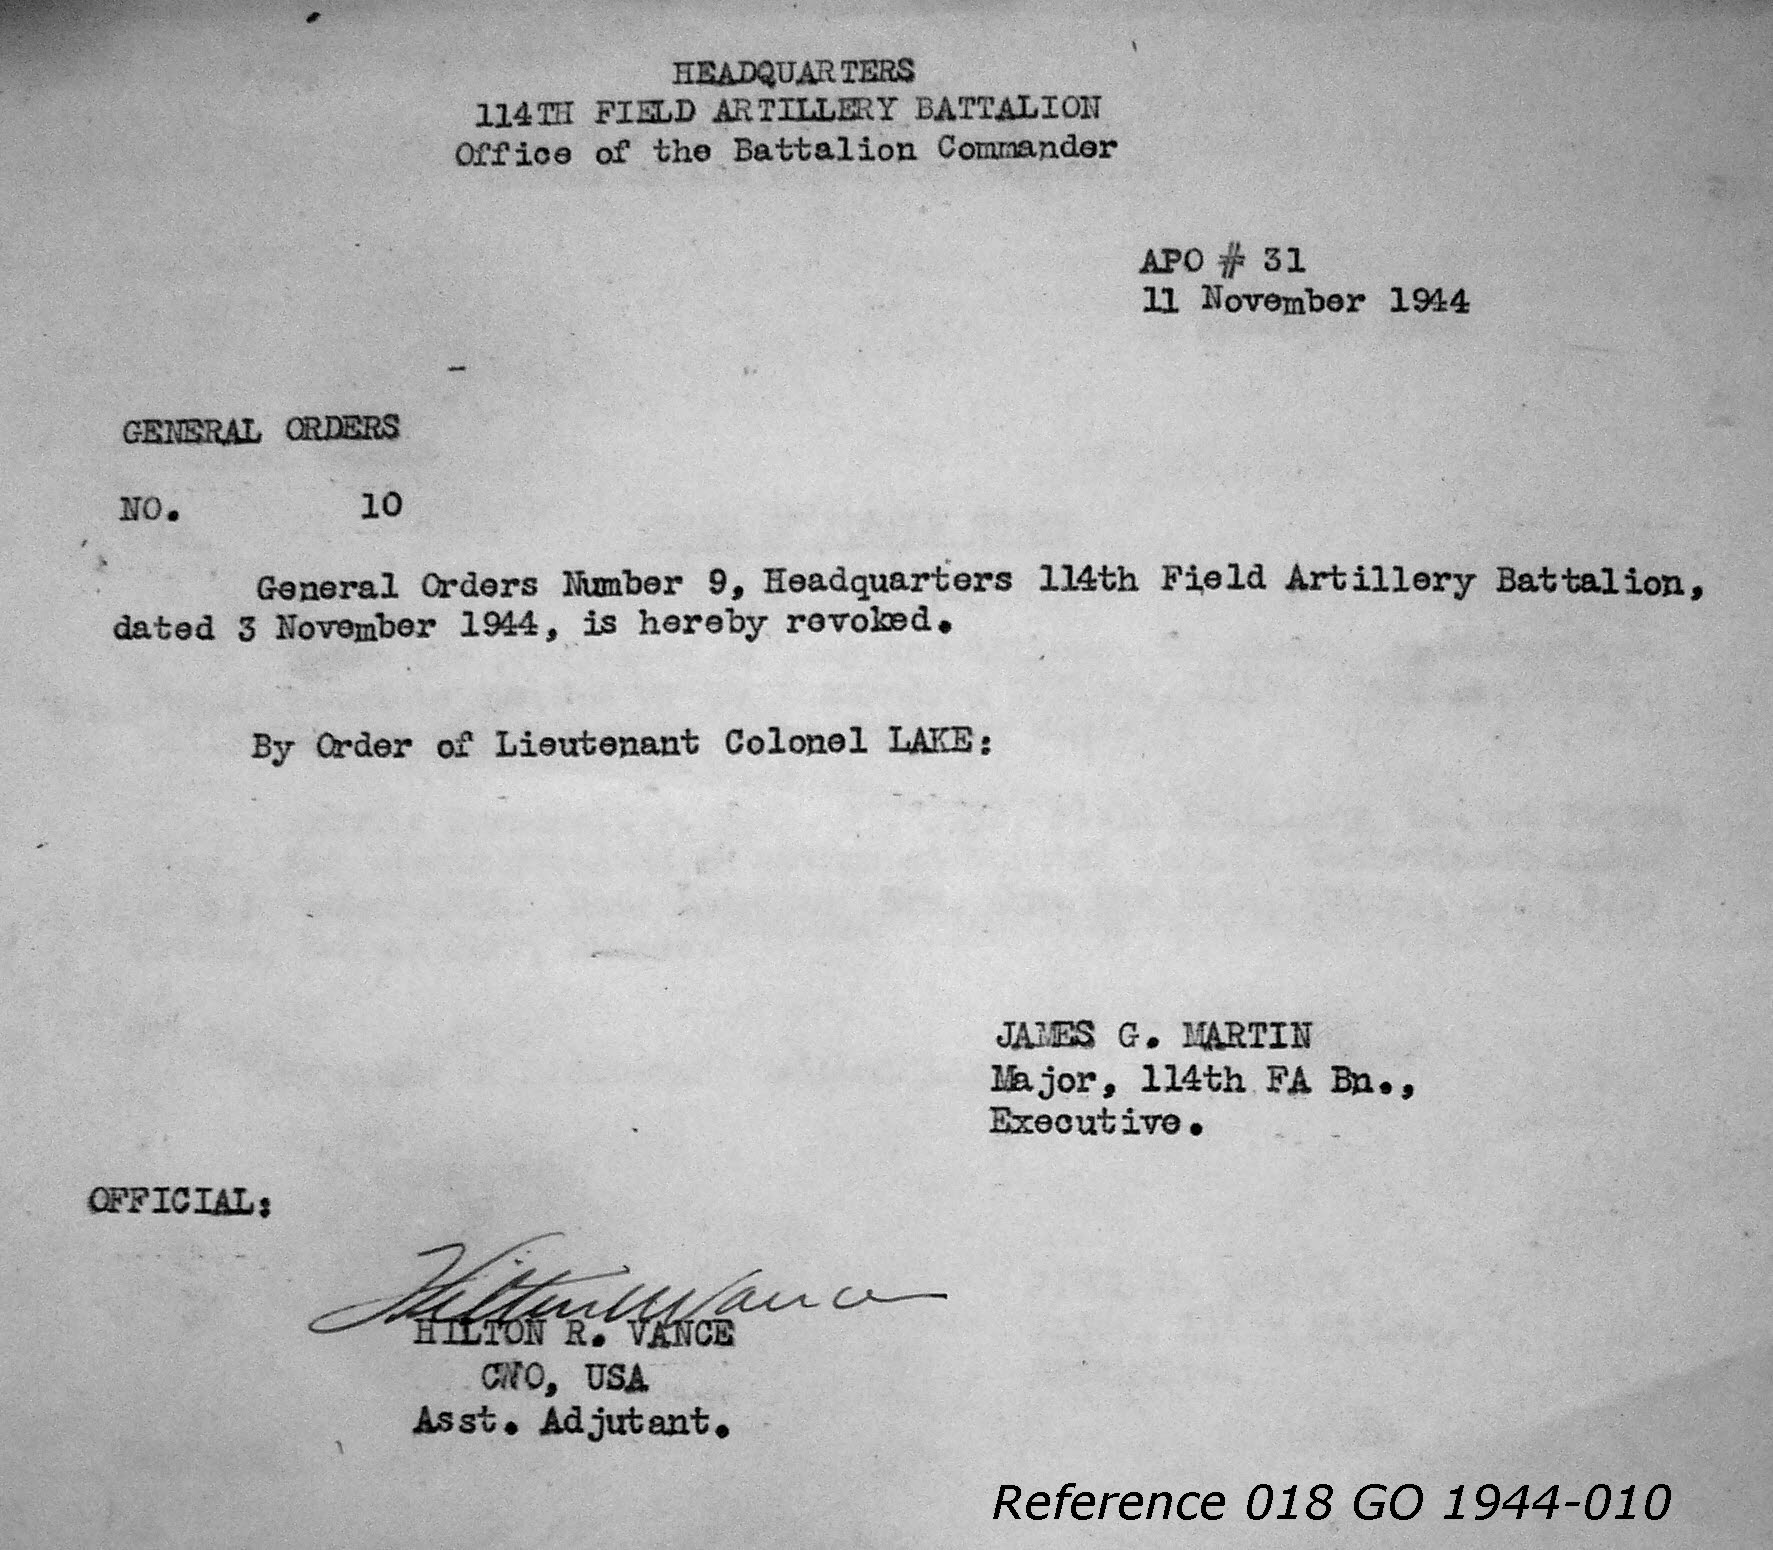 HEADQUARTERS
114TH FIELD ARTILLERY BATTALION
Office of the Battalion Commander
APO # 31
11 November 1944
GENERAL ORDERS
NO. 10
General Orders Number 9, Headquarters 114th Field Artillery Battalion,
dated 3 November 1944, is hereby revoked.
By Order of Lieutenant Colonel LAKE:
JAMES G. MARTIN
Major, 114th FA Bn.,
Executive.
OFFICIAL:
Hilton R Vance
HILTON R. VANCE
CWO, USA
Asst. Adjutant.
Reference 018 GO 1944-010